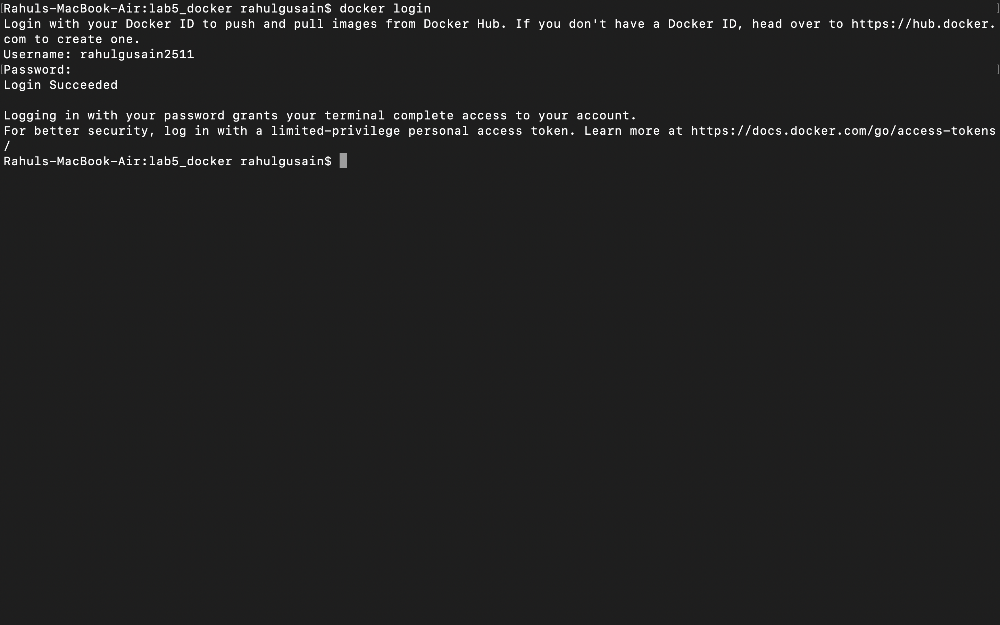 [Rahuls-MacBook-Air:lab5_docker rahulgusain$ docker login ]
Login with your Docker ID to push and pull images from Docker Hub. If you don't have a Docker ID, head over to https://hub.docker.
com to create one.
Username: rahulgusain2511
[Password: ]
Login Succeeded
Logging in with your password grants your terminal complete access to your account.
For better security, log in with a limited-privilege personal access token. Learn more at https://docs.docker.com/go/access-tokens
/
Rahuls-MacBook-Air:lab5_docker rahulgusain$